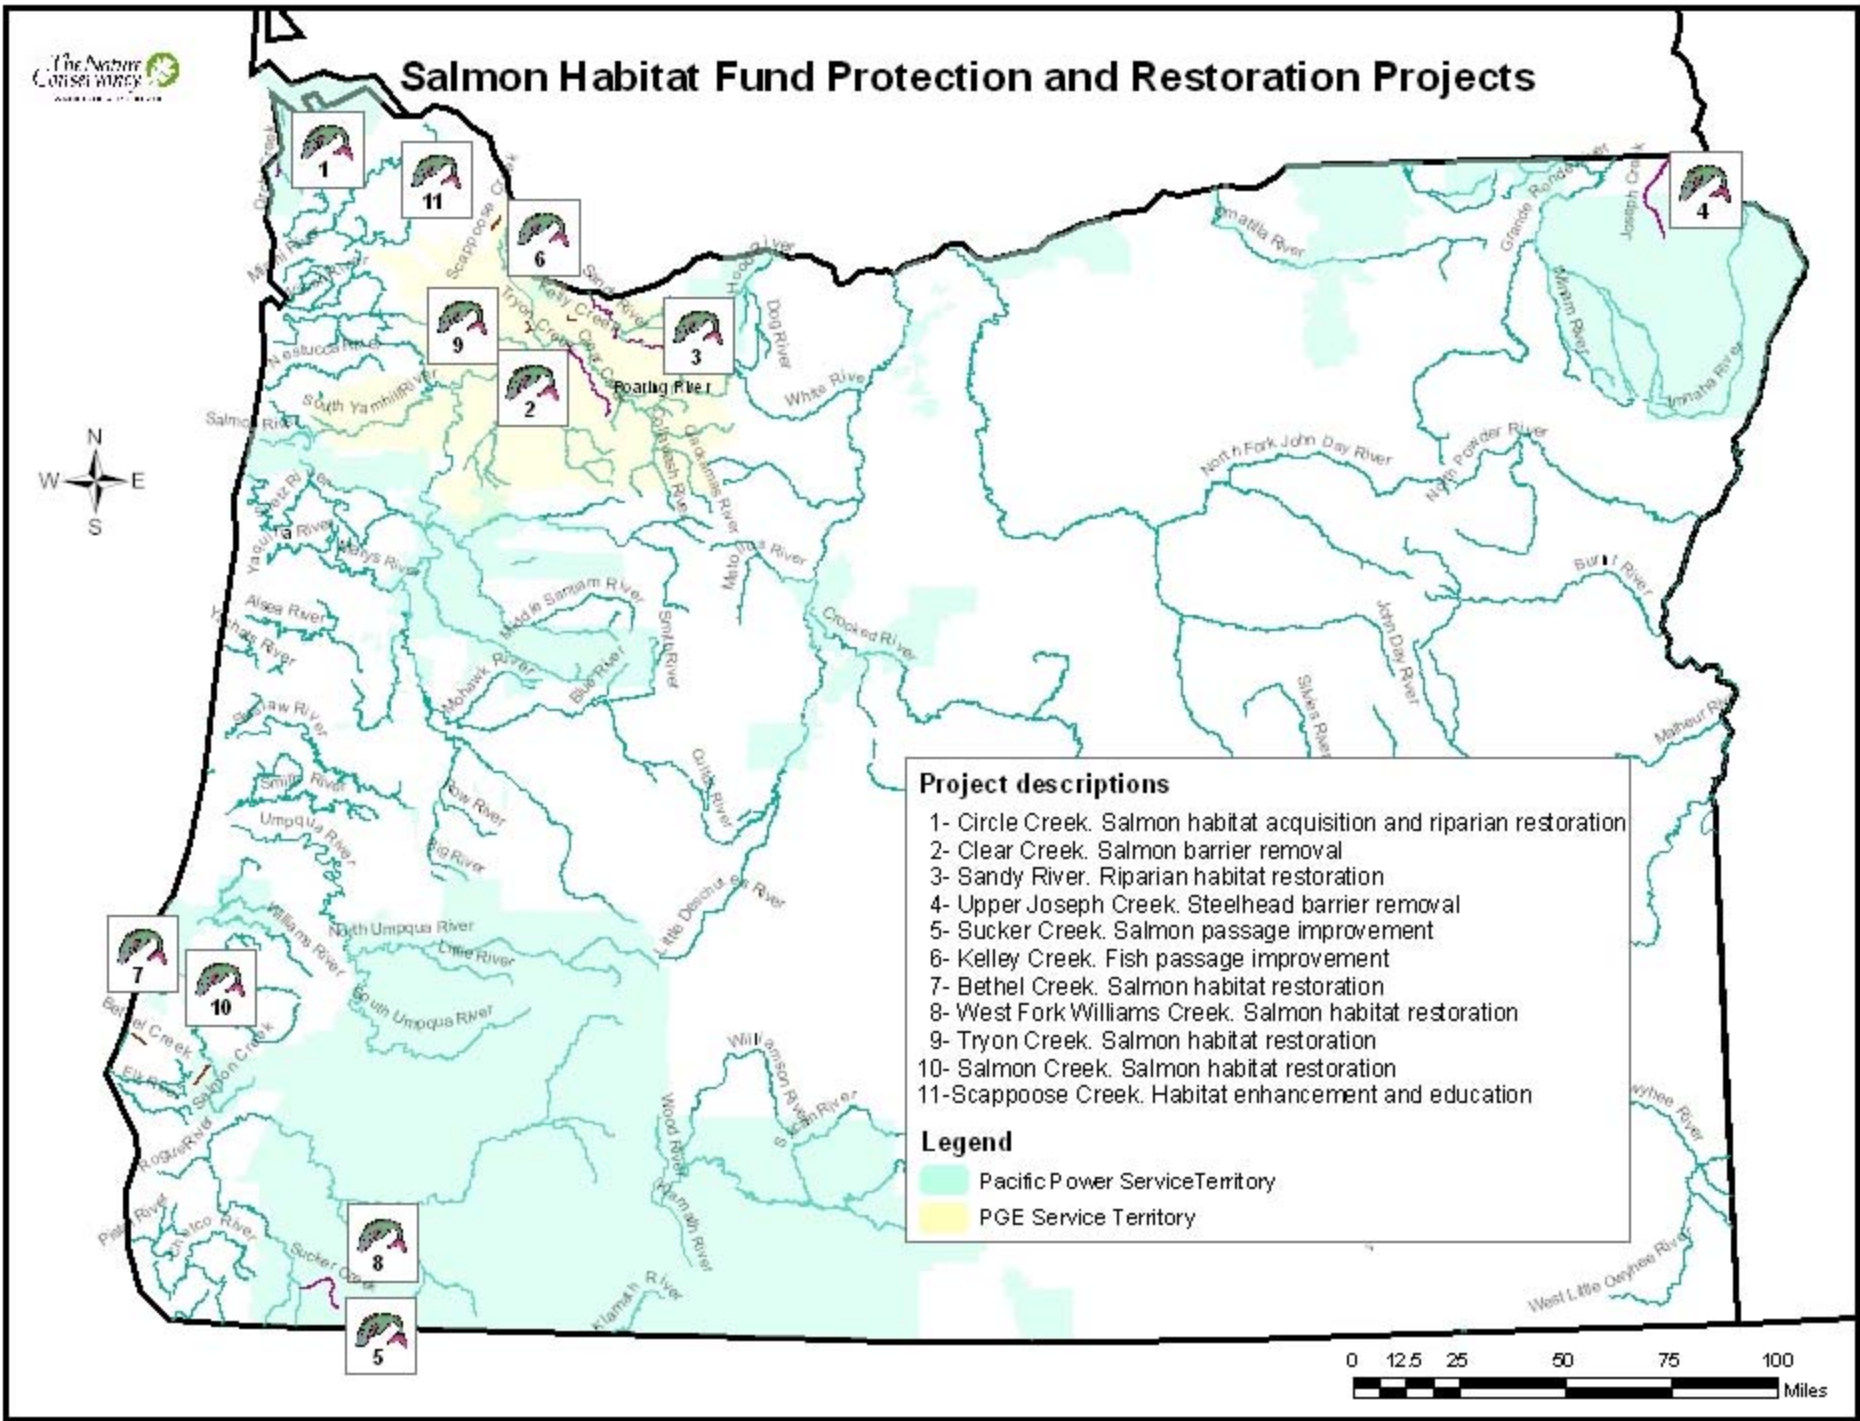 The Nature
Conservancy
Salmon Habitat Fund Protection and Restoration Projects
1
11
6
4
9
3
2
7
10
8
5
Scappoose Creek
Miami River
Nestucca River
South Yamhill River
Salmon River
Tryon Creek
Kelly Creek
Sandy River
Clear
Roaring River
Hood River
Dog River
White River
Collawash River
Clackamas River
Umatilla River
Grande Ronde River
Joseph Creek
Minam River
Imnaha River
North Fork John Day River
North Powder River
Burnt River
John Day River
Silvies River
Malheur
N
W
E
S
Yaquina River
Marys River
Alsea River
Yachats River
Middle Santiam River
Smith River
Metolius River
Crooked River
Mohawk River
Blue River
Siuslaw River
Smith River
Umpqua River
Row River
Big River
Cultus River
Little Deschutes River
Williams River
North Umpqua River
Little River
South Umpqua River
Bethel Creek
Salmon Creek
Rogue River
Pistol River
Chetco River
Sucker Creek
Wood River
Williamson River
Klamath River
Klamath River
West Little Owyhee River
Project descriptions
1- Circle Creek. Salmon habitat acquisition and riparian restoration
2- Clear Creek. Salmon barrier removal
3- Sandy River. Riparian habitat restoration
4- Upper Joseph Creek. Steelhead barrier removal
5- Sucker Creek. Salmon passage improvement
6- Kelley Creek. Fish passage improvement
7- Bethel Creek. Salmon habitat restoration
8- West Fork Williams Creek. Salmon habitat restoration
9- Tryon Creek. Salmon habitat restoration
10- Salmon Creek. Salmon habitat restoration
11-Scappoose Creek. Habitat enhancement and education
Legend
Pacific Power ServiceTerritory
PGE Service Territory
0 12.5 25 50 75 100
Miles